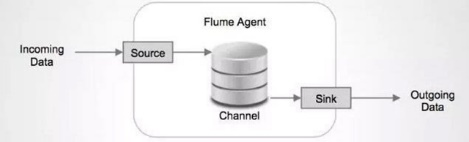 Flume Agent
Incoming
Data
Source
Channel
Sink
Outgoing
Data